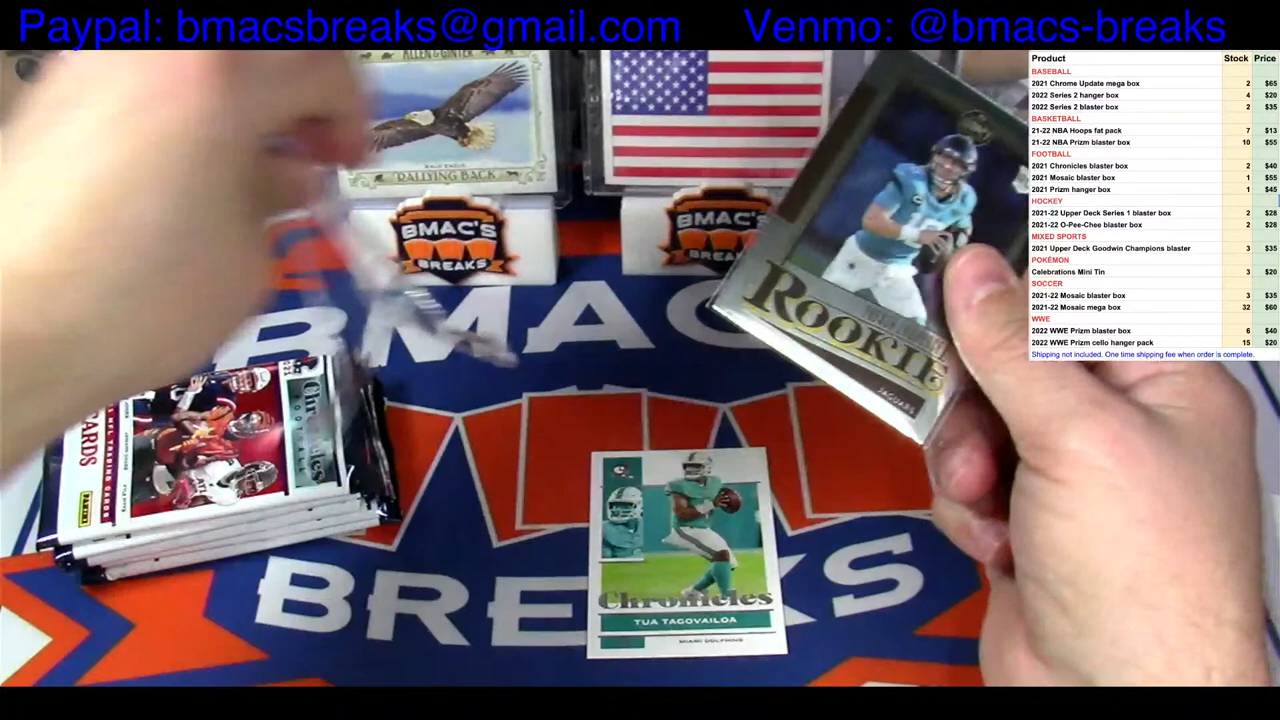 Paypal: bmacsbreaks@gmail.com Venmo: @bmacs-breaks
Product Stock Price
BASEBALL
2021 Chrome Update mega box 2 $65
2022 Series 2 hanger box 4 $20
2022 Series 2 blaster box 2 $35
BASKETBALL
21-22 NBA Hoops fat pack 7 $13
21-22 NBA Prizm blaster box 10 $55
FOOTBALL
2021 Chronicles blaster box 2 $40
2021 Mosaic blaster box 1 $55
2021 Prizm hanger box 1 $45
HOCKEY
2021-22 Upper Deck Series 1 blaster box 2 $28
2021-22 O-Pee-Chee blaster box 2 $28
MIXED SPORTS
2021 Upper Deck Goodwin Champions blaster 3 $35
POKÉMON
Celebrations Mini Tin 3 $20
SOCCER
2021-22 Mosaic blaster box 3 $35
2021-22 Mosaic mega box 32 $60
WWE
2022 WWE Prizm blaster box 6 $40
2022 WWE Prizm cello hanger pack 15 $20
Shipping not included. One time shipping fee when order is complete.
ALLEN & GINTER
BALD EAGLE
RALLYING BACK
BMAC'S
BREAKS
BMAC'S
BREAKS
ROOKIE
JAGUARS
BMAC
BREAKS
Chronicles
FOOTBALL
NFL TRADING CARDS
PANINI
Chronicles
TUA TAGOVAILOA
MIAMI DOLPHINS